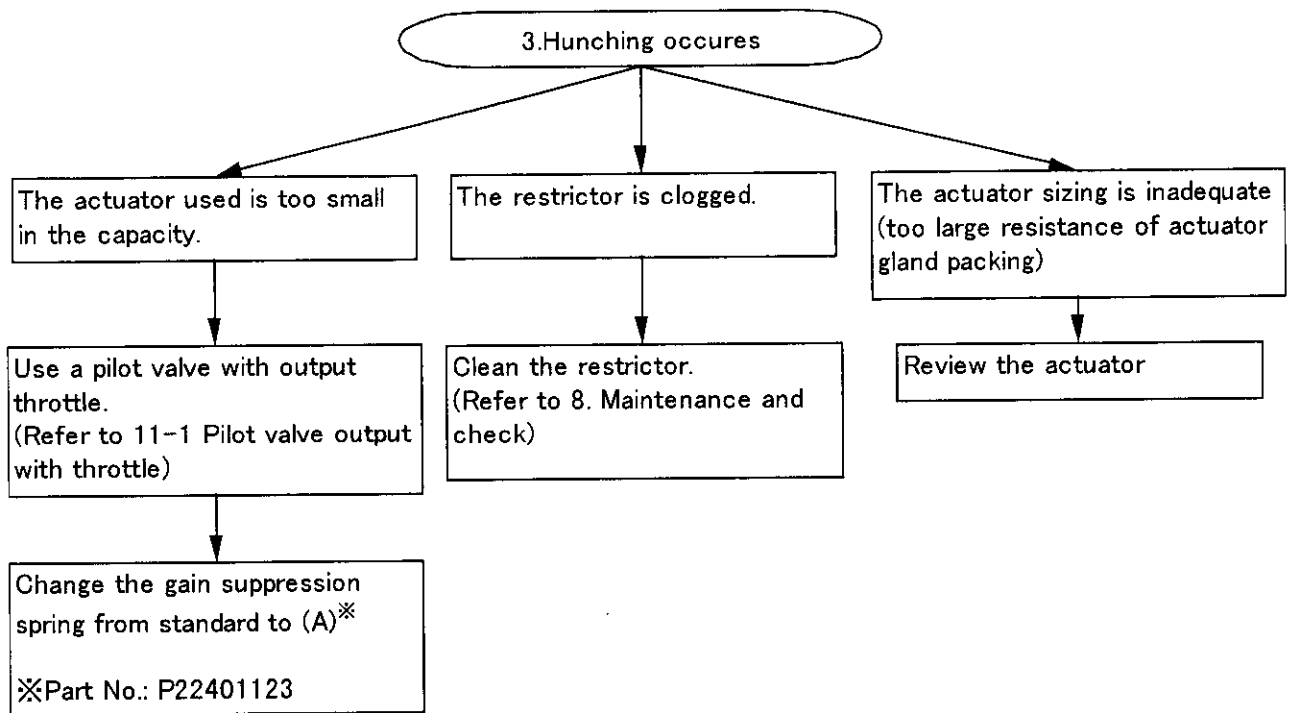 3.Hunching occures
The actuator used is too small
in the capacity.
The restrictor is clogged.
The actuator sizing is inadequate
(too large resistance of actuator
gland packing)
Use a pilot valve with output
throttle.
(Refer to 11-1 Pilot valve output
with throttle)
Clean the restrictor.
(Refer to 8. Maintenance and
check)
Review the actuator
Change the gain suppression
spring from standard to (A)※
※Part No.: P22401123